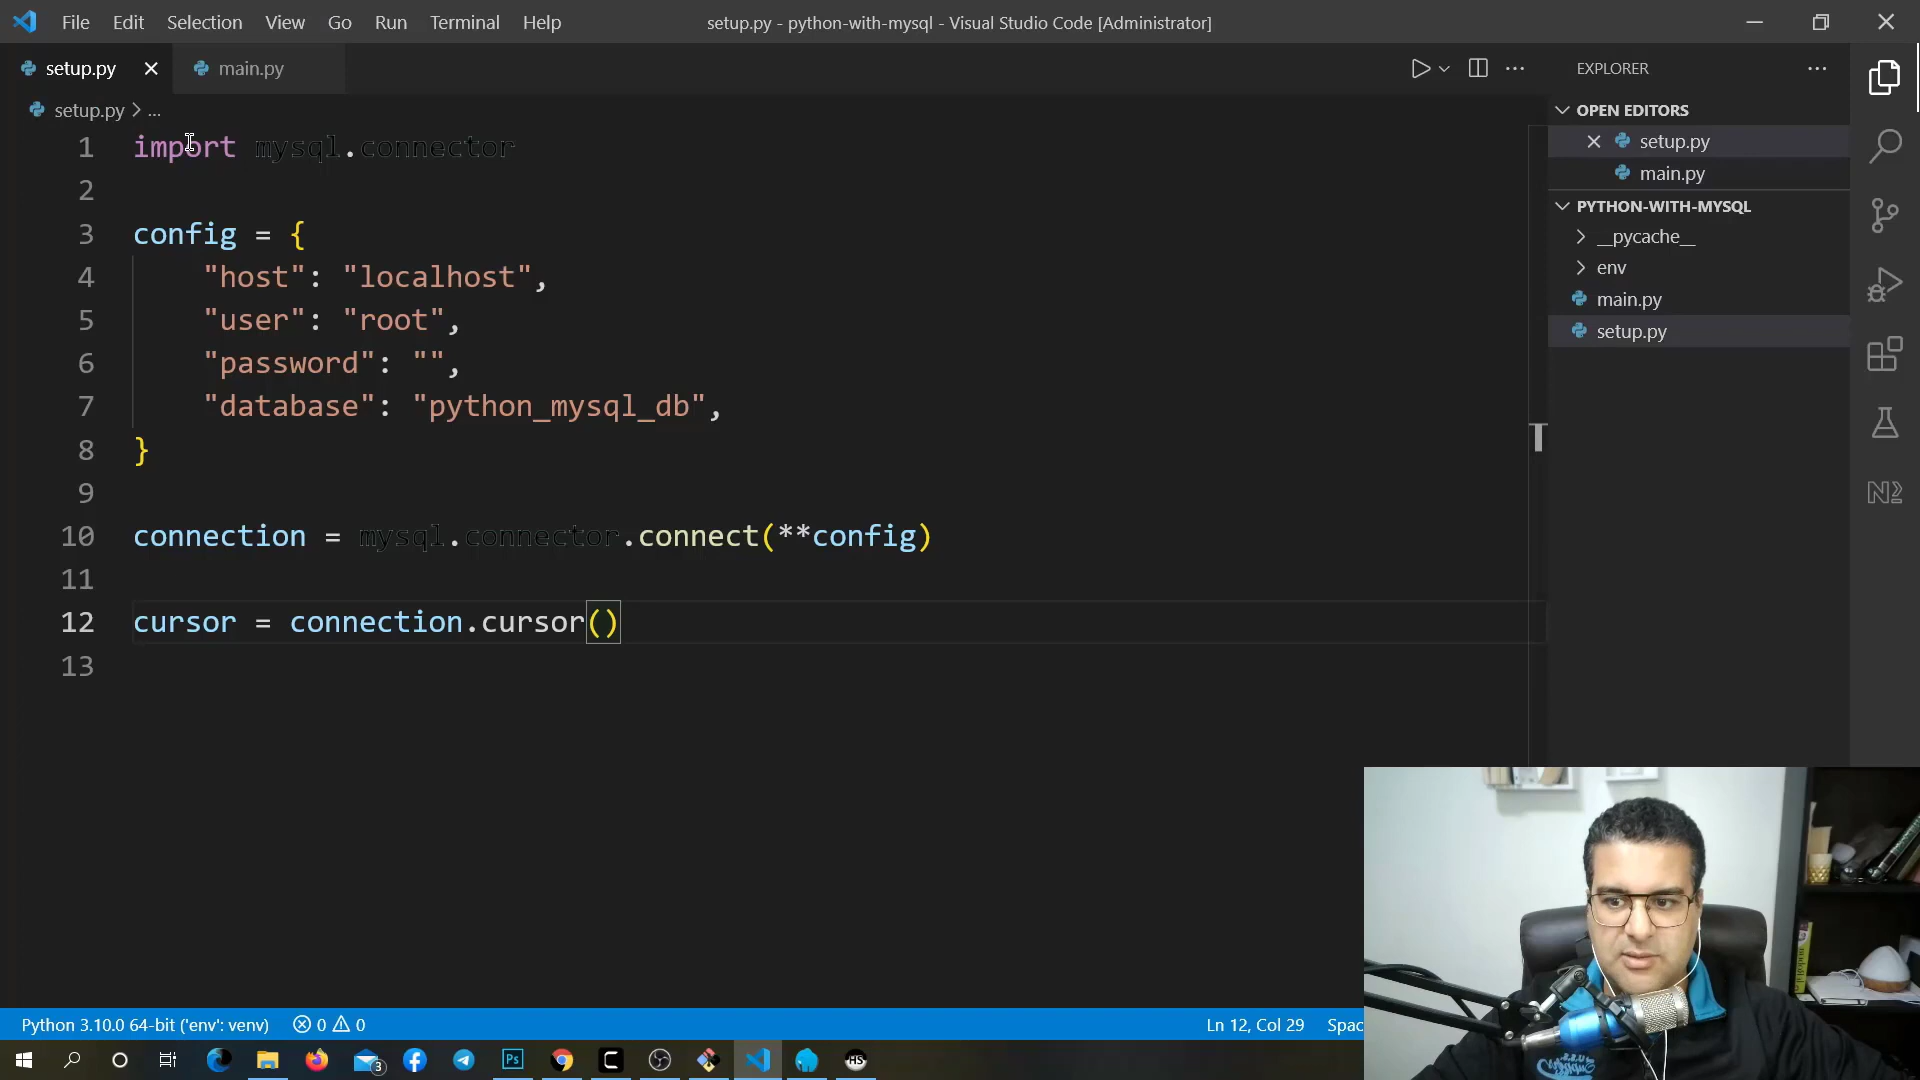 File Edit Selection View Go Run Terminal Help
setup.py - python-with-mysql - Visual Studio Code [Administrator]
setup.py main.py
EXPLORER
setup.py > ...
OPEN EDITORS
setup.py
main.py
PYTHON-WITH-MYSQL
__pycache__
env
main.py
setup.py
1 import mysql.connector
2
3 config = {
4 "host": "localhost",
5 "user": "root",
6 "password": "",
7 "database": "python_mysql_db",
8 }
9
10 connection = mysql.connector.connect(**config)
11
12 cursor = connection.cursor()
13
Python 3.10.0 64-bit ('env': venv) 0 0
Ln 12, Col 29 Spac
3 Ps HS